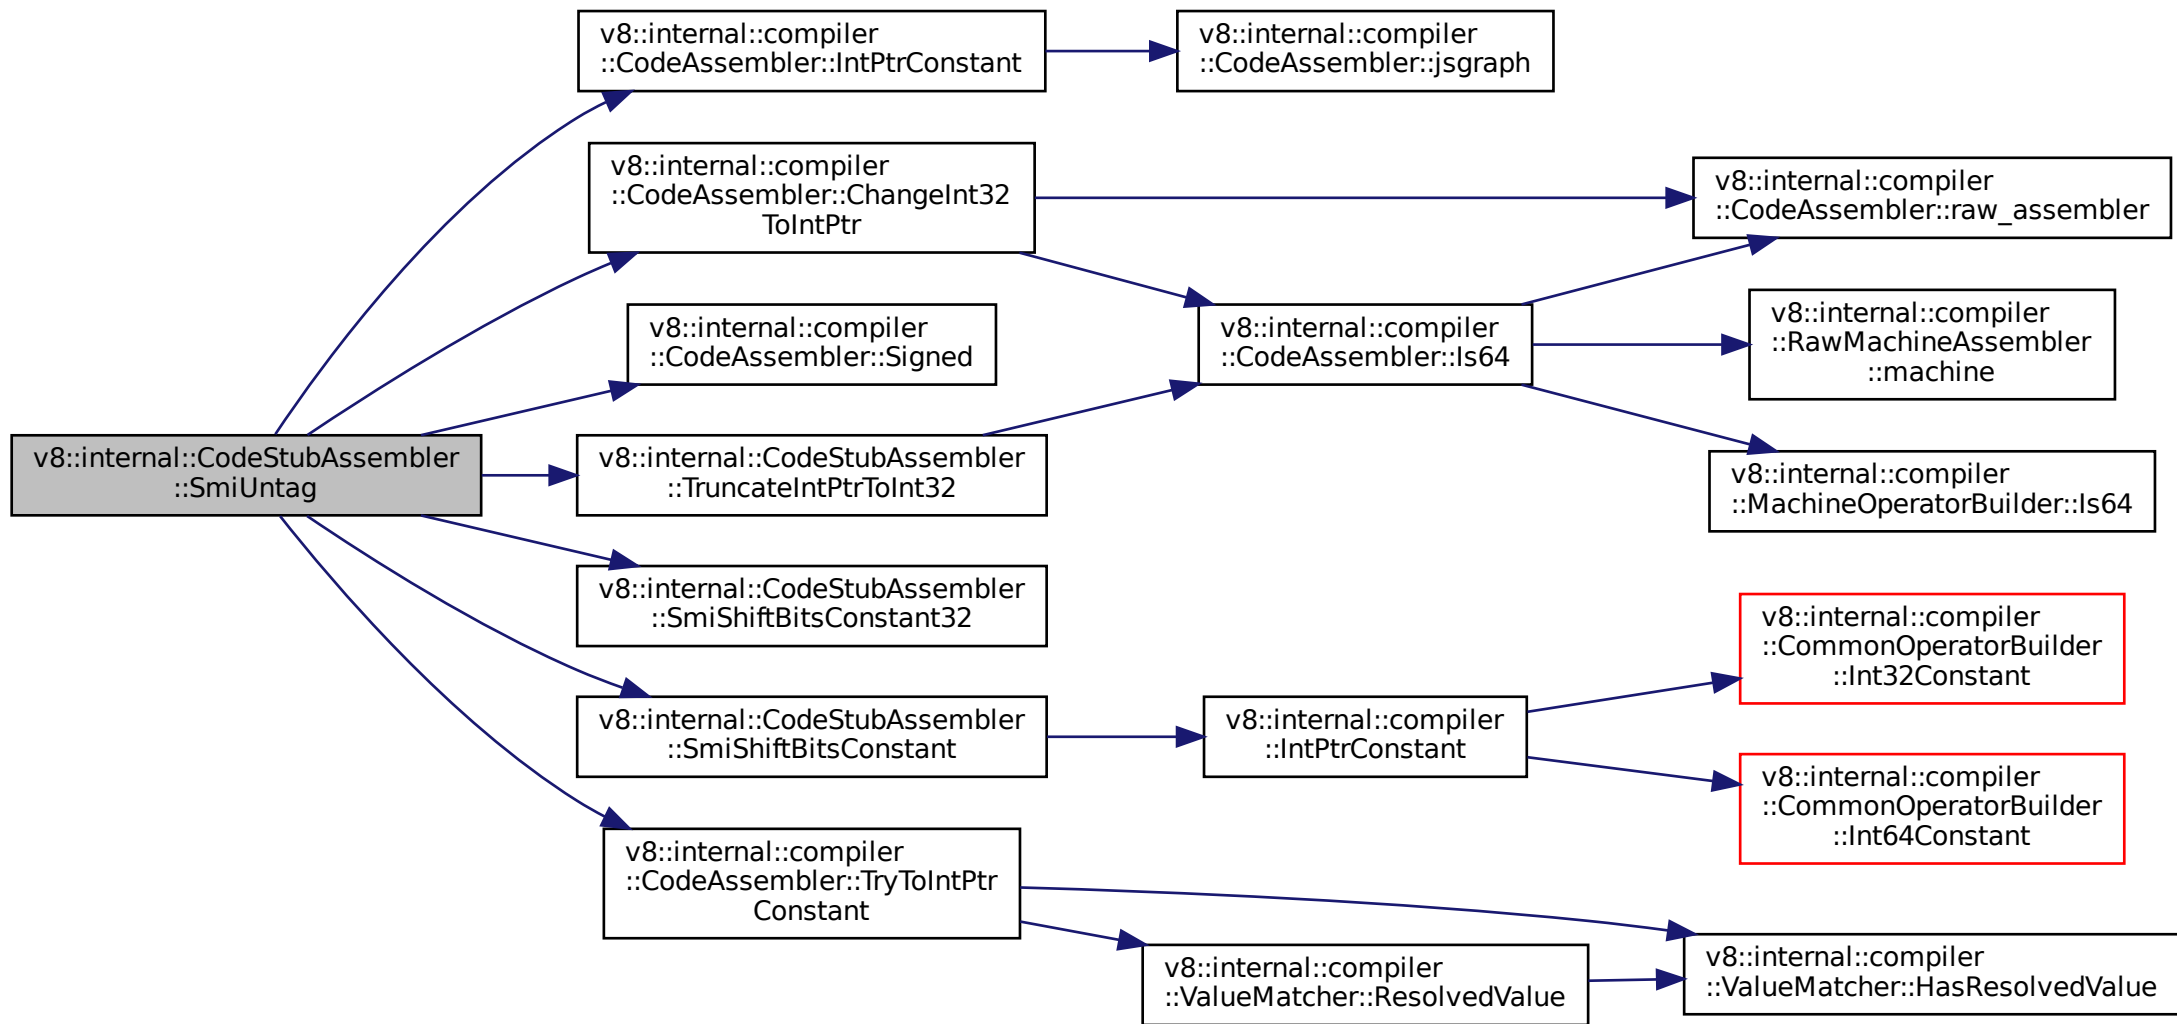 v8::internal::CodeStubAssembler
::SmiUntag
v8::internal::compiler
::CodeAssembler::IntPtrConstant
v8::internal::compiler
::CodeAssembler::jsgraph
v8::internal::compiler
::CodeAssembler::ChangeInt32
ToIntPtr
v8::internal::compiler
::CodeAssembler::raw_assembler
v8::internal::compiler
::CodeAssembler::Signed
v8::internal::compiler
::CodeAssembler::Is64
v8::internal::compiler
::RawMachineAssembler
::machine
v8::internal::CodeStubAssembler
::TruncateIntPtrToInt32
v8::internal::compiler
::MachineOperatorBuilder::Is64
v8::internal::CodeStubAssembler
::SmiShiftBitsConstant32
v8::internal::CodeStubAssembler
::SmiShiftBitsConstant
v8::internal::compiler
::IntPtrConstant
v8::internal::compiler
::CommonOperatorBuilder
::Int32Constant
v8::internal::compiler
::CommonOperatorBuilder
::Int64Constant
v8::internal::compiler
::CodeAssembler::TryToIntPtr
Constant
v8::internal::compiler
::ValueMatcher::ResolvedValue
v8::internal::compiler
::ValueMatcher::HasResolvedValue